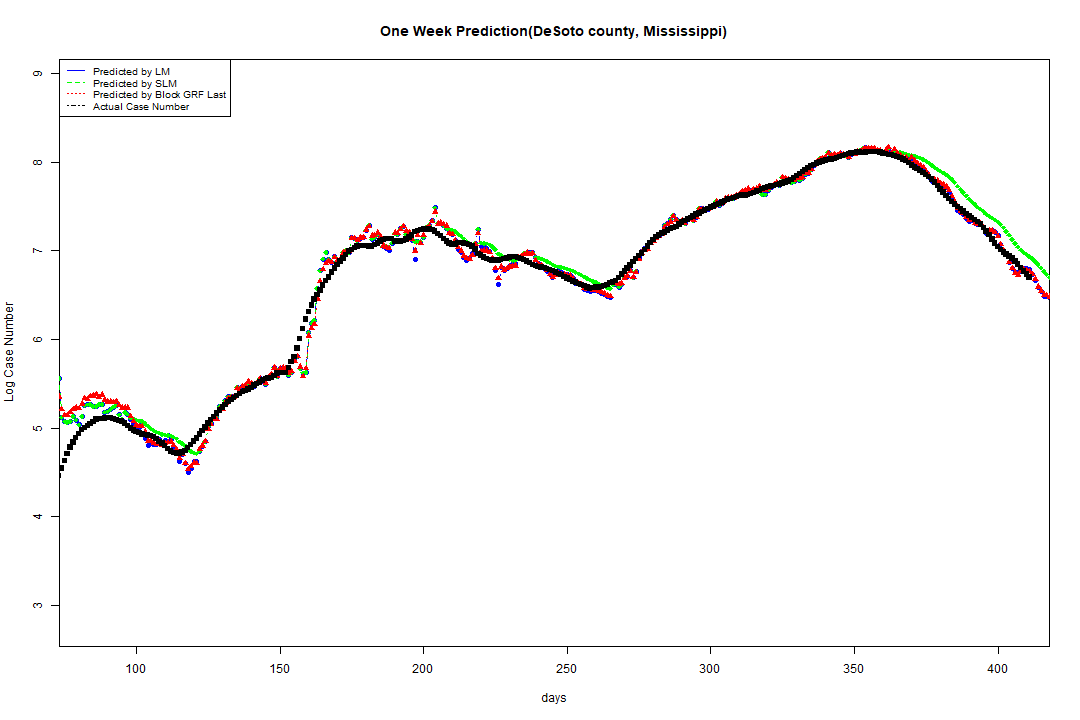 One Week Prediction(DeSoto county, Mississippi)
Predicted by LM
Predicted by SLM
Predicted by Block GRF Last
Actual Case Number
9
8
7
6
5
4
3
Log Case Number
100 150 200 250 300 350 400
days